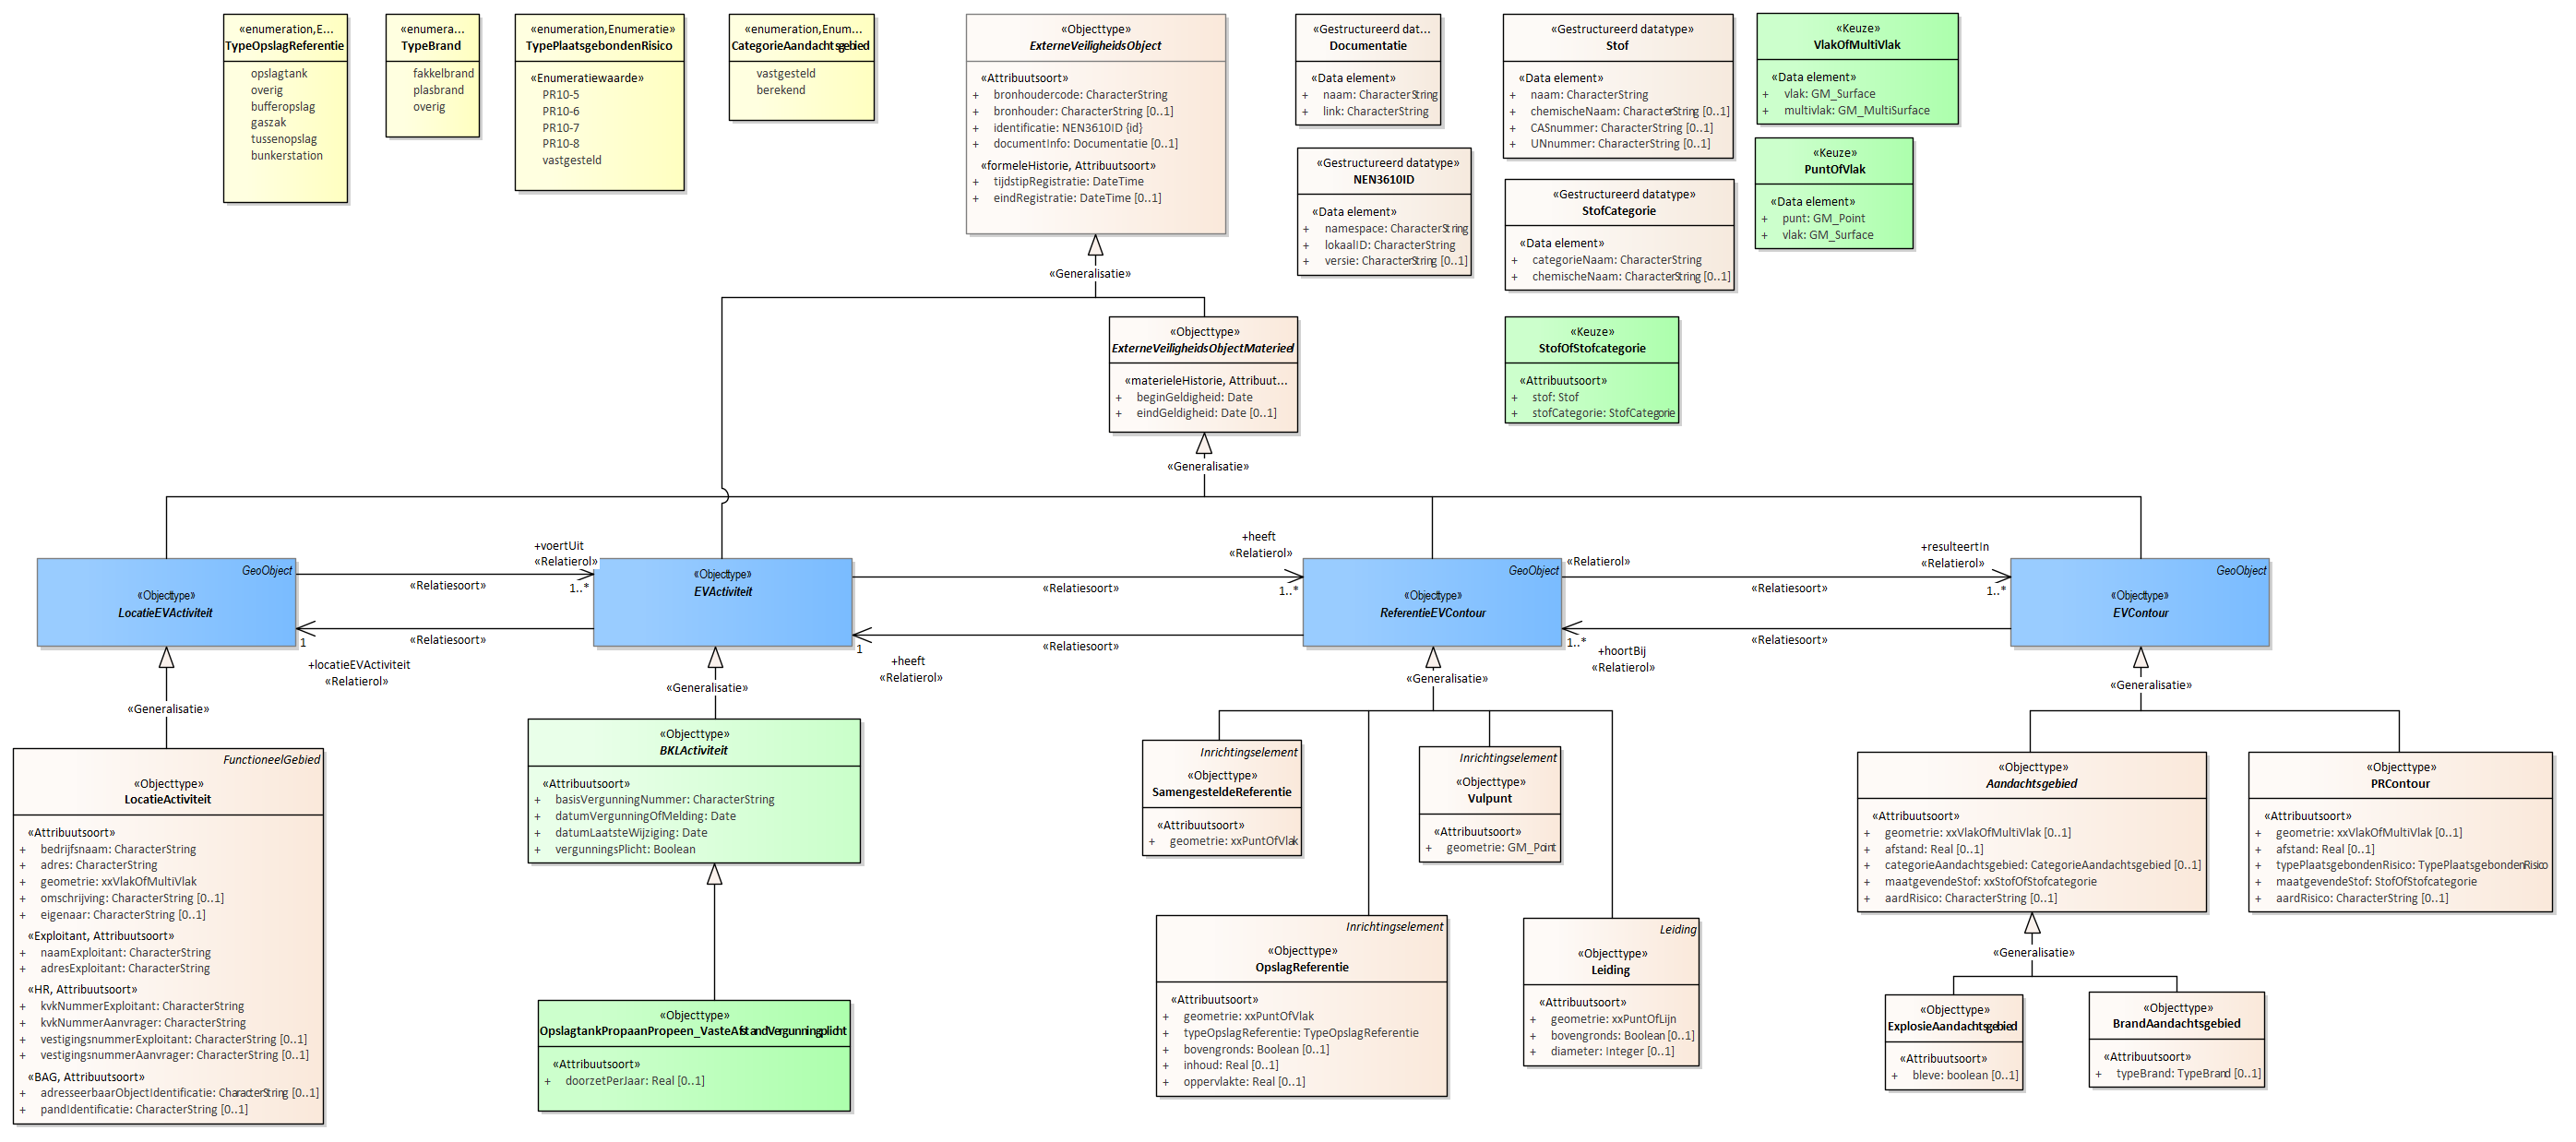 «enumeration,E...
TypeOpslagReferentie
opslagtank
overig
bufferopslag
gaszak
tussenopslag
bunkerstation
«enumera...
TypeBrand
fakkelbrand
plasbrand
overig
«enumeration,Enumeratie»
TypePlaatsgebondenRisico
«Enumeratiewaarde»
PR10-5
PR10-6
PR10-7
PR10-8
vastgesteld
«enumeration,Enum...
CategorieAandachtsgebied
vastgesteld
berekend
«Objecttype»
ExterneVeiligheidsObject
«Attribuutsoort»
+ bronhoudercode: CharacterString
+ bronhouder: CharacterString [0..1]
+ identificatie: NEN3610ID {id}
+ documentInfo: Documentatie [0..1]
«formeleHistorie, Attribuutsoort»
+ tijdstipRegistratie: DateTime
+ eindRegistratie: DateTime [0..1]
«Gestructureerd dat...
Documentatie
«Data element»
+ naam: CharacterString
+ link: CharacterString
«Gestructureerd datatype»
NEN3610ID
«Data element»
+ namespace: CharacterString
+ lokaalID: CharacterString
+ versie: CharacterString [0..1]
«Gestructureerd datatype»
Stof
«Data element»
+ naam: CharacterString
+ chemischeNaam: CharacterString [0..1]
+ CASnummer: CharacterString [0..1]
+ UNnummer: CharacterString [0..1]
«Gestructureerd datatype»
StofCategorie
«Data element»
+ categorieNaam: CharacterString
+ chemischeNaam: CharacterString [0..1]
«Keuze»
StofOfStofcategorie
«Attribuutsoort»
+ stof: Stof
+ stofCategorie: StofCategorie
«Keuze»
VlakOfMultiVlak
«Data element»
+ vlak: GM_Surface
+ multivlak: GM_MultiSurface
«Keuze»
PuntOfVlak
«Data element»
+ punt: GM_Point
+ vlak: GM_Surface
«Generalisatie»
«Objecttype»
ExterneVeiligheidsObjectMaterieel
«materieleHistorie, Attribuut...
+ beginGeldigheid: Date
+ eindGeldigheid: Date [0..1]
«Generalisatie»
GeoObject
«Objecttype»
LocatieEVActiviteit
+voertUit
«Relatierol»
«Relatiesoort»
1..*
«Relatiesoort»
1
+locatieEVActiviteit
«Relatierol»
«Objecttype»
EVActiviteit
+heeft
«Relatierol»
«Relatiesoort»
1..*
«Relatiesoort»
1
+heeft
«Relatierol»
GeoObject
«Objecttype»
ReferentieEVContour
«Relatierol»
+resulteertIn
«Relatierol»
«Relatiesoort»
1..*
«Relatiesoort»
1..*
+hoortBij
«Relatierol»
GeoObject
«Objecttype»
EVContour
«Generalisatie»
FunctioneelGebied
«Objecttype»
LocatieActiviteit
«Attribuutsoort»
+ bedrijfsnaam: CharacterString
+ adres: CharacterString
+ geometrie: xxVlakOfMultiVlak
+ omschrijving: CharacterString [0..1]
+ eigenaar: CharacterString [0..1]
«Exploitant, Attribuutsoort»
+ naamExploitant: CharacterString
+ adresExploitant: CharacterString
«HR, Attribuutsoort»
+ kvkNummerExploitant: CharacterString
+ kvkNummerAanvrager: CharacterString
+ vestigingsnummerExploitant: CharacterString [0..1]
+ vestigingsnummerAanvrager: CharacterString [0..1]
«BAG, Attribuutsoort»
+ adresseerbaarObjectIdentificatie: CharacterString [0..1]
+ pandIdentificatie: CharacterString [0..1]
«Generalisatie»
«Objecttype»
BKLActiviteit
«Attribuutsoort»
+ basisVergunningNummer: CharacterString
+ datumVergunningOfMelding: Date
+ datumLaatsteWijziging: Date
+ vergunningsPlicht: Boolean
«Objecttype»
OpslagtankPropaanPropeen_VasteAfstandVergunningplicht
«Attribuutsoort»
+ doorzetPerJaar: Real [0..1]
«Generalisatie»
Inrichtingselement
«Objecttype»
SamengesteldeReferentie
«Attribuutsoort»
+ geometrie: xxPuntOfVlak
Inrichtingselement
«Objecttype»
Vulpunt
«Attribuutsoort»
+ geometrie: GM_Point
Inrichtingselement
«Objecttype»
OpslagReferentie
«Attribuutsoort»
+ geometrie: xxPuntOfVlak
+ typeOpslagReferentie: TypeOpslagReferentie
+ bovengronds: Boolean [0..1]
+ inhoud: Real [0..1]
+ oppervlakte: Real [0..1]
Leiding
«Objecttype»
Leiding
«Attribuutsoort»
+ geometrie: xxPuntOfLijn
+ bovengronds: Boolean [0..1]
+ diameter: Integer [0..1]
«Generalisatie»
«Objecttype»
Aandachtsgebied
«Attribuutsoort»
+ geometrie: xxVlakOfMultiVlak [0..1]
+ afstand: Real [0..1]
+ categorieAandachtsgebied: CategorieAandachtsgebied [0..1]
+ maatgevendeStof: xxStofOfStofcategorie
+ aardRisico: CharacterString [0..1]
«Objecttype»
PRContour
«Attribuutsoort»
+ geometrie: xxVlakOfMultiVlak [0..1]
+ afstand: Real [0..1]
+ typePlaatsgebondenRisico: TypePlaatsgebondenRisico
+ maatgevendeStof: StofOfStofcategorie
+ aardRisico: CharacterString [0..1]
«Generalisatie»
«Objecttype»
ExplosieAandachtsgebied
«Attribuutsoort»
+ bleve: boolean [0..1]
«Objecttype»
BrandAandachtsgebied
«Attribuutsoort»
+ typeBrand: TypeBrand [0..1]